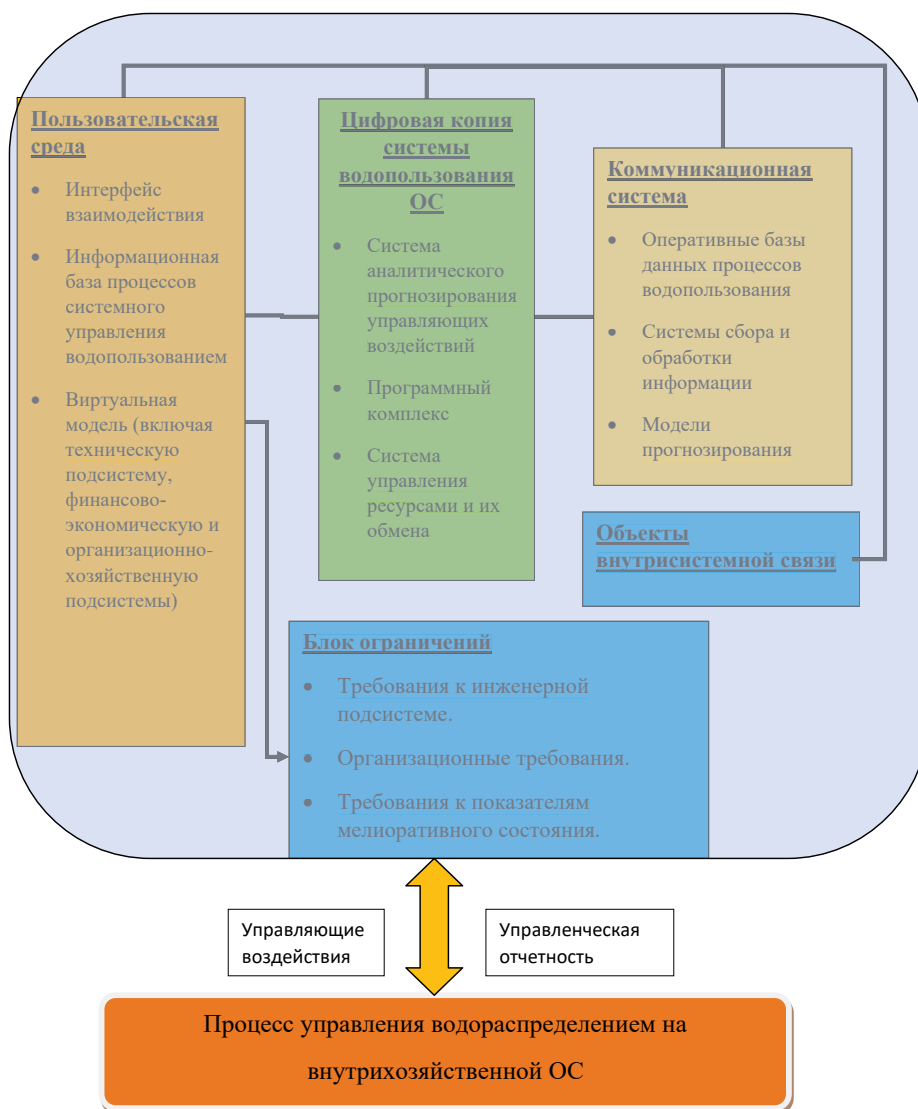 Пользовательская
среда
• Интерфейс
взаимодействия
• Информационная
база процессов
системного
управления
водопользованием
• Виртуальная
модель (включая
техническую
подсистему,
финансово-
экономическую и
организационно-
хозяйственную
подсистемы)
Цифровая копия
системы
водопользования
ОС
• Система
аналитического
прогнозирования
управляющих
воздействий
• Программный
комплекс
• Система
управления
ресурсами и их
обмена
Коммуникационная
система
• Оперативные базы
данных процессов
водопользования
• Системы сбора и
обработки
информации
• Модели
прогнозирования
Объекты
внутрисистемной связи
Блок ограничений
• Требования к инженерной
подсистеме.
• Организационные требования.
• Требования к показателям
мелиоративного состояния.
Управляющие
воздействия
Управленческая
отчетность
Процесс управления водораспределением на
внутрихозяйственной ОС